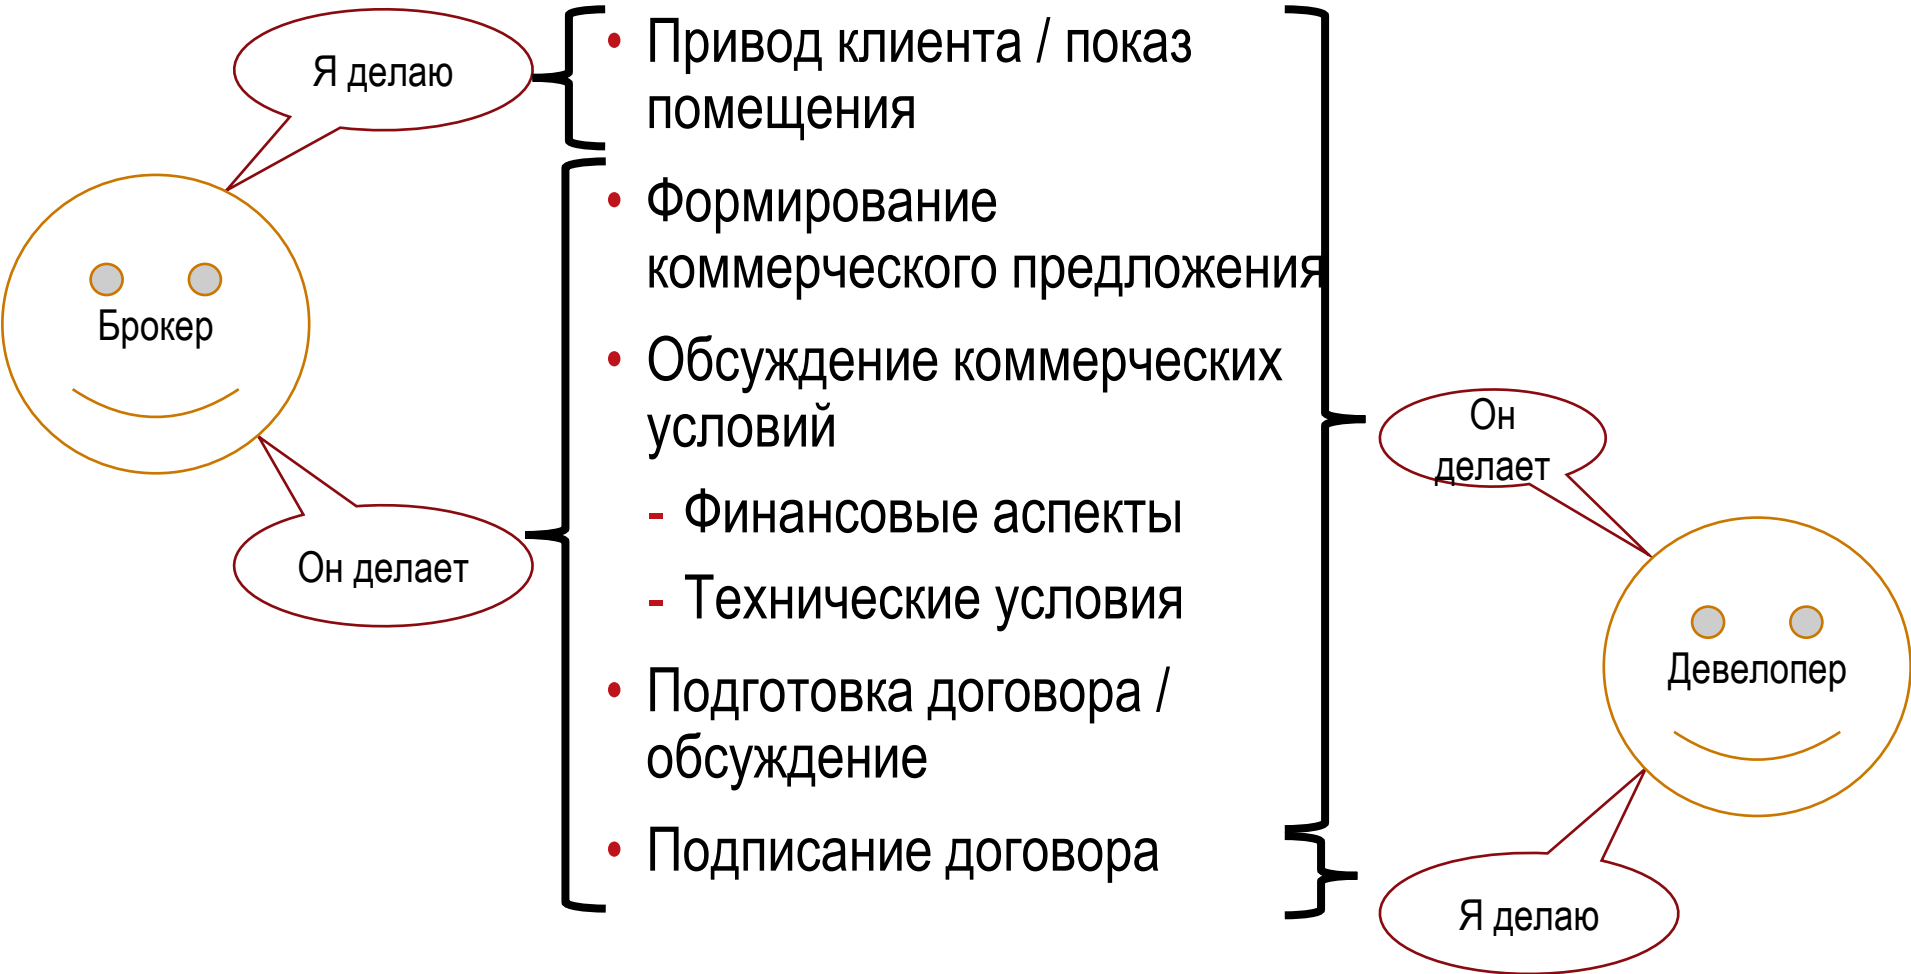 Я делаю
• Привод клиента / показ
помещения
• Формирование
коммерческого предложения
Брокер
• Обсуждение коммерческих
условий
- Финансовые аспекты
- Технические условия
Он делает
• Подготовка договора /
обсуждение
• Подписание договора
Он
делает
Девелопер
Я делаю